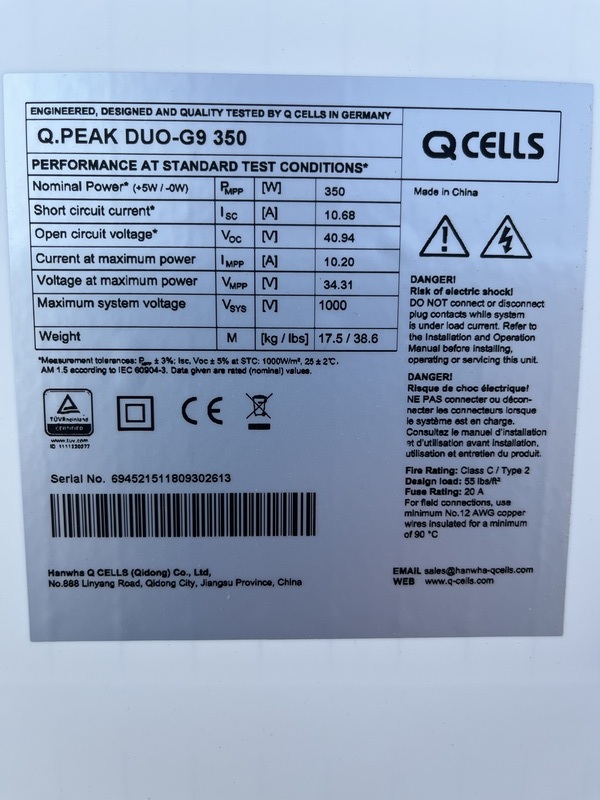 ENGINEERED, DESIGNED AND QUALITY TESTED BY Q CELLS IN GERMANY
Q.PEAK DUO-G9 350
Q CELLS
PERFORMANCE AT STANDARD TEST CONDITIONS*
Nominal Power* (+5W /-0W) PMPP [W] 350
Short circuit current* ISC [A] 10.68
Open circuit voltage* VOC [V] 40.94
Current at maximum power IMPP [A] 10.20
Voltage at maximum power VMPP [V] 34.31
Maximum system voltage VSYS [V] 1000
Weight M [kg / lbs] 17.5 / 38.6
*Measurement tolerances: Pmpp ± 3%; Isc, Voc ± 5% at STC: 1000W/m², 25 ± 2°C,
AM 1.5 according to IEC 60904-3. Data given are rated (nominal) values.
TÜVRheinland
CERTIFIED
www.tuv.com
CE
Serial No. 694521511809302613
Hanwha Q CELLS (Qidong) Co., Ltd,
No.888 Linyang Road, Qidong City, Jiangsu Province, China
Made in China
DANGER!
Risk of electric shock!
DO NOT connect or disconnect
plug contacts while system
is under load current. Refer to
the Installation and Operation
Manual before installing,
operating or servicing this unit.
DANGER!
Risque de choc électrique!
NE PAS connecter ou décon-
necter les connecteurs lorsque
le système est en charge.
Consultez le manuel d'installation
et d'utilisation avant installation,
utilisation et entretien du produit.
Fire Rating: Class C / Type 2
Design load: 55 lbs/ft²
Fuse Rating: 20 A
For field connections, use
minimum No.12 AWG copper
wires insulated for a minimum
of 90 °C
EMAIL sales@hanwha-qcells.com
WEB www.q-cells.com